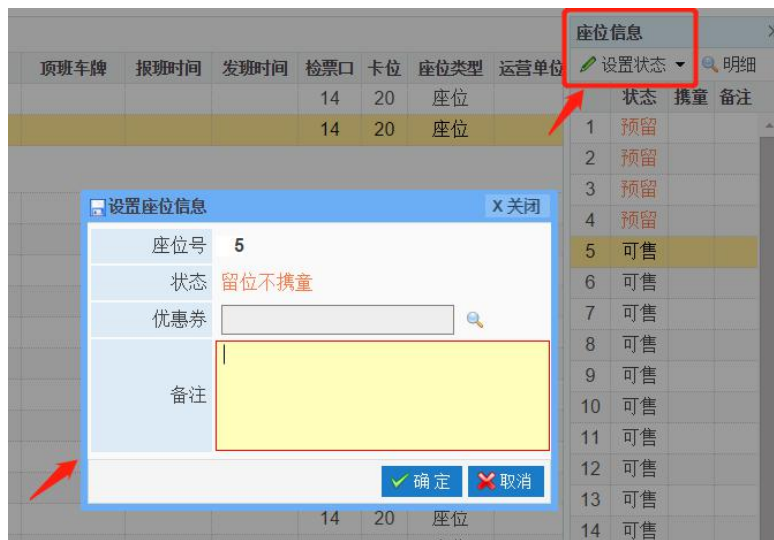 座位信息
设置状态 明细
顶班车牌 报班时间 发班时间 检票口 卡位 座位类型 运营单位
状态 携童 备注
14 20 座位
14 20 座位
1 预留
2 预留
3 预留
4 预留
5 可售
6 可售
7 可售
8 可售
9 可售
10 可售
11 可售
12 可售
13 可售
14 可售
设置座位信息 X 关闭
座位号 5
状态 留位不携童
优惠券
备注
确定 取消
14 20 座位